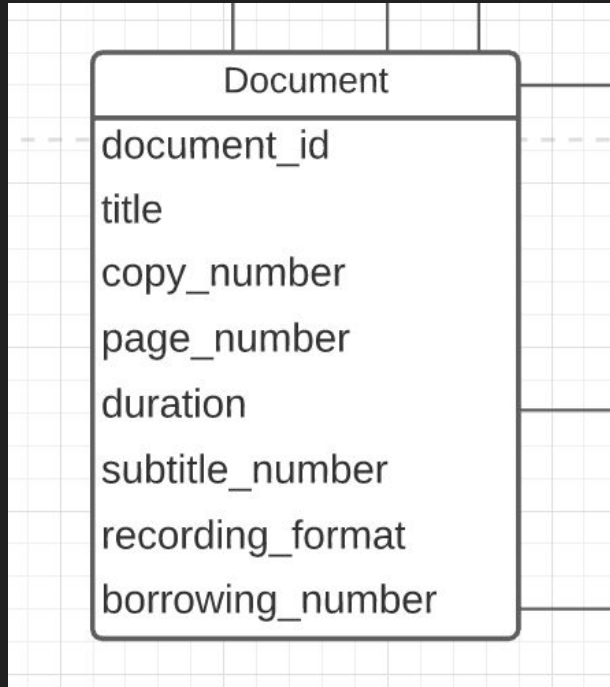 Document
document_id
title
copy_number
page_number
duration
subtitle_number
recording_format
borrowing_number